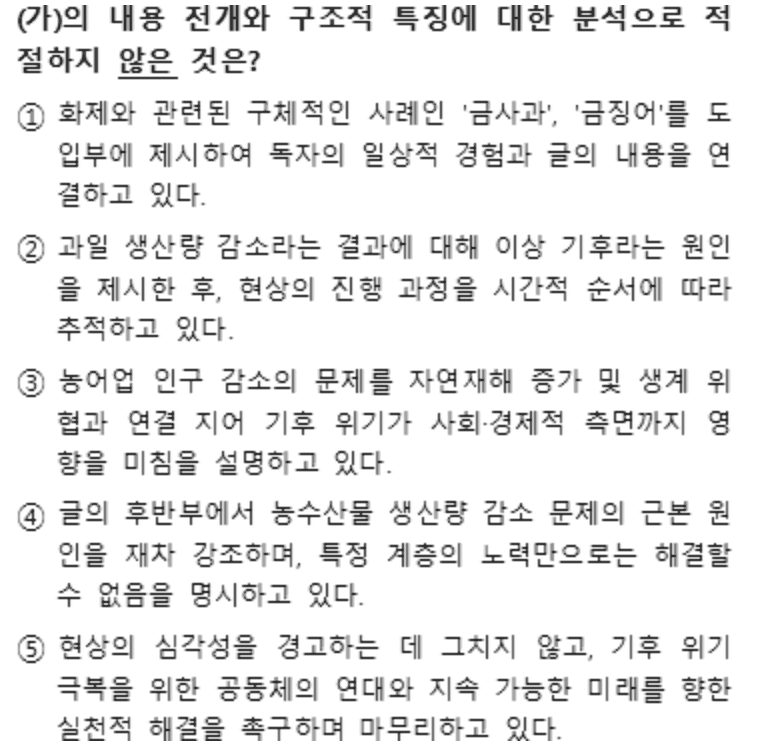 (가)의 내용 전개와 구조적 특징에 대한 분석으로 적
절하지 않은 것은?
① 화제와 관련된 구체적인 사례인 '금사과', '금징어'를 도
입부에 제시하여 독자의 일상적 경험과 글의 내용을 연
결하고 있다.
② 과일 생산량 감소라는 결과에 대해 이상 기후라는 원인
을 제시한 후, 현상의 진행 과정을 시간적 순서에 따라
추적하고 있다.
③ 농어업 인구 감소의 문제를 자연재해 증가 및 생계 위
협과 연결 지어 기후 위기가 사회·경제적 측면까지 영
향을 미침을 설명하고 있다.
④ 글의 후반부에서 농수산물 생산량 감소 문제의 근본 원
인을 재차 강조하며, 특정 계층의 노력만으로는 해결할
수 없음을 명시하고 있다.
⑤ 현상의 심각성을 경고하는 데 그치지 않고, 기후 위기
극복을 위한 공동체의 연대와 지속 가능한 미래를 향한
실천적 해결을 촉구하며 마무리하고 있다.